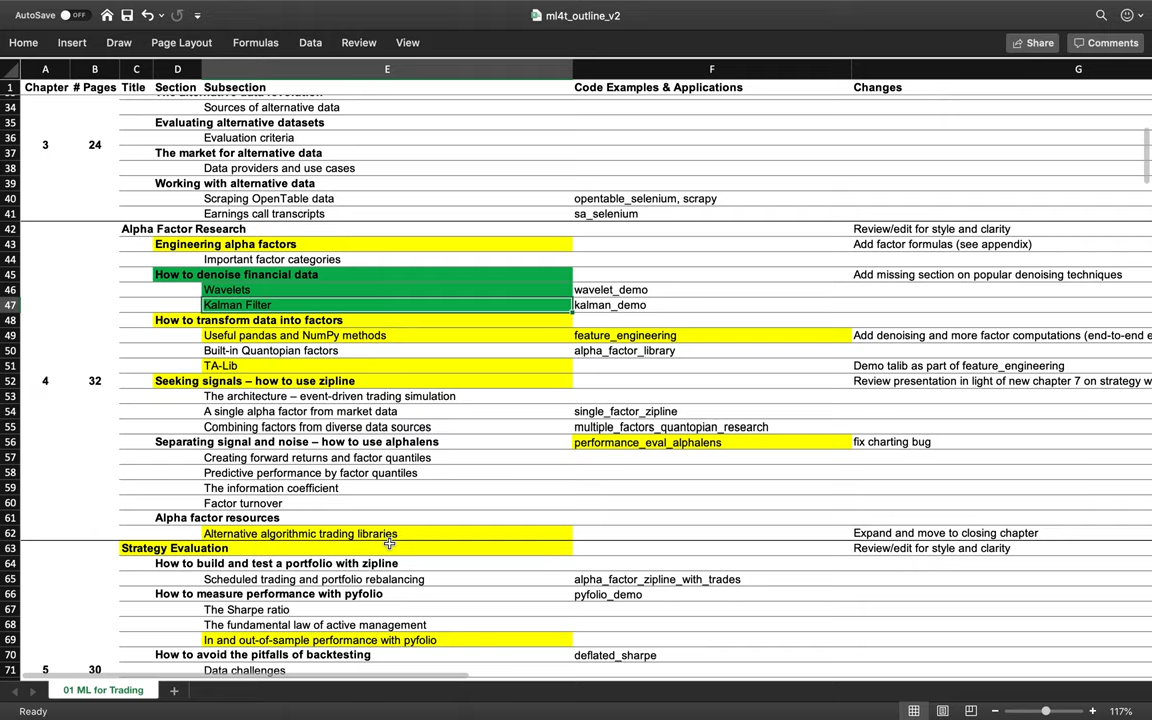 AutoSave OFF ml4t_outline_v2
Home Insert Draw Page Layout Formulas Data Review View Share Comments
A B C D E F G
1 Chapter # Pages Title Section Subsection Code Examples & Applications Changes
34 Sources of alternative data
35 Evaluating alternative datasets
36 Evaluation criteria
3 24
37 The market for alternative data
38 Data providers and use cases
39 Working with alternative data
40 Scraping OpenTable data opentable_selenium, scrapy
41 Earnings call transcripts sa_selenium
42 Alpha Factor Research Review/edit for style and clarity
43 Engineering alpha factors Add factor formulas (see appendix)
44 Important factor categories
45 How to denoise financial data Add missing section on popular denoising techniques
46 Wavelets wavelet_demo
47 Kalman Filter kalman_demo
48 How to transform data into factors
49 Useful pandas and NumPy methods feature_engineering Add denoising and more factor computations (end-to-end e
50 Built-in Quantopian factors alpha_factor_library
51 TA-Lib Demo talib as part of feature_engineering
52 4 32 Seeking signals – how to use zipline Review presentation in light of new chapter 7 on strategy w
53 The architecture – event-driven trading simulation
54 A single alpha factor from market data single_factor_zipline
55 Combining factors from diverse data sources multiple_factors_quantopian_research
56 Separating signal and noise – how to use alphalens performance_eval_alphalens fix charting bug
57 Creating forward returns and factor quantiles
58 Predictive performance by factor quantiles
59 The information coefficient
60 Factor turnover
61 Alpha factor resources
62 Alternative algorithmic trading libraries Expand and move to closing chapter
63 Strategy Evaluation Review/edit for style and clarity
64 How to build and test a portfolio with zipline
65 Scheduled trading and portfolio rebalancing alpha_factor_zipline_with_trades
66 How to measure performance with pyfolio pyfolio_demo
67 The Sharpe ratio
68 The fundamental law of active management
69 In and out-of-sample performance with pyfolio
70 How to avoid the pitfalls of backtesting deflated_sharpe
71 5 30 Data challenges
01 ML for Trading
Ready 117%